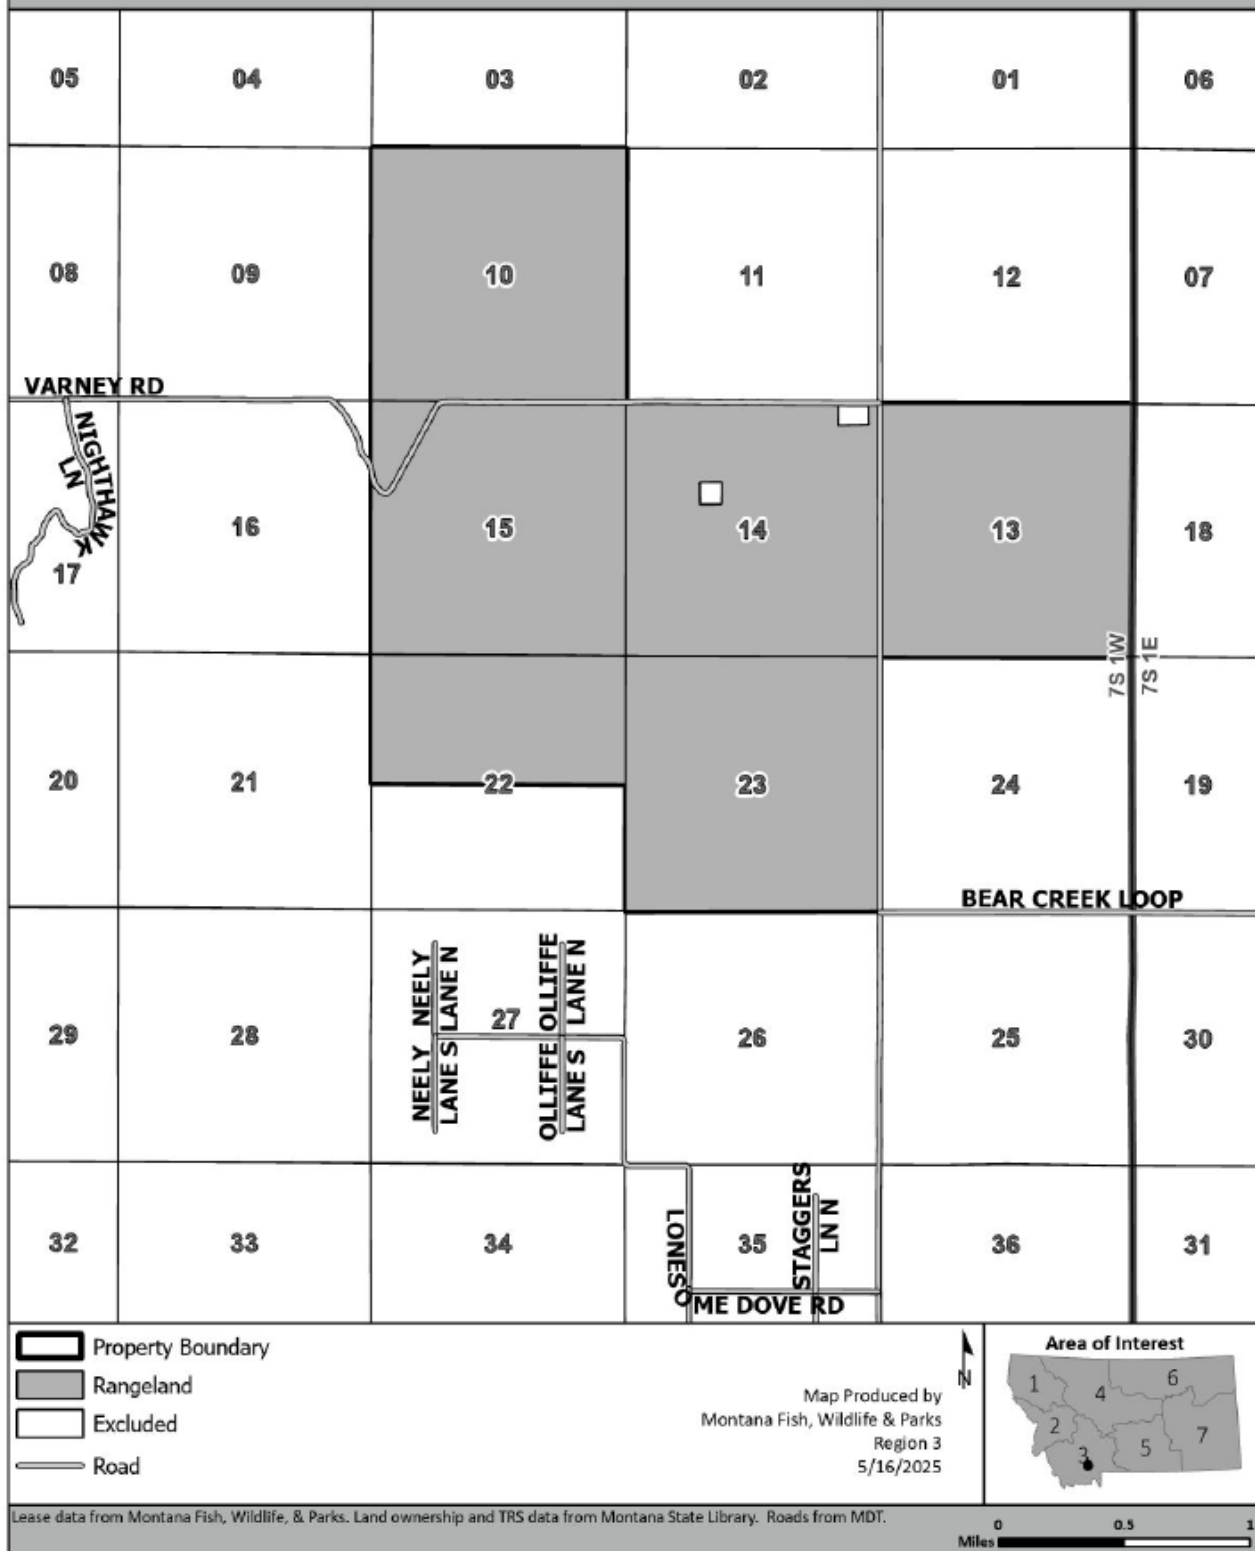 05 04 03 02 01 06
08 09 10 11 12 07
VARNEY RD
NIGHTHAWK
LN
16 15 14 13 18
17
7S 1W
7S 1E
20 21 22 23 24 19
BEAR CREEK LOOP
NEELY
LANE N
OLLIFFE
LANE N
27
29 28 26 25 30
NEELY
LANE S
OLLIFFE
LANE S
STAGGERS
LN N
32 33 34 35 36 31
LONESOME DOVE RD
Property Boundary
Rangeland
Excluded
Road
N
Map Produced by
Montana Fish, Wildlife & Parks
Region 3
5/16/2025
Area of Interest
1 4 6
2 3 5 7
Lease data from Montana Fish, Wildlife, & Parks. Land ownership and TRS data from Montana State Library. Roads from MDT.
0 0.5 1
Miles